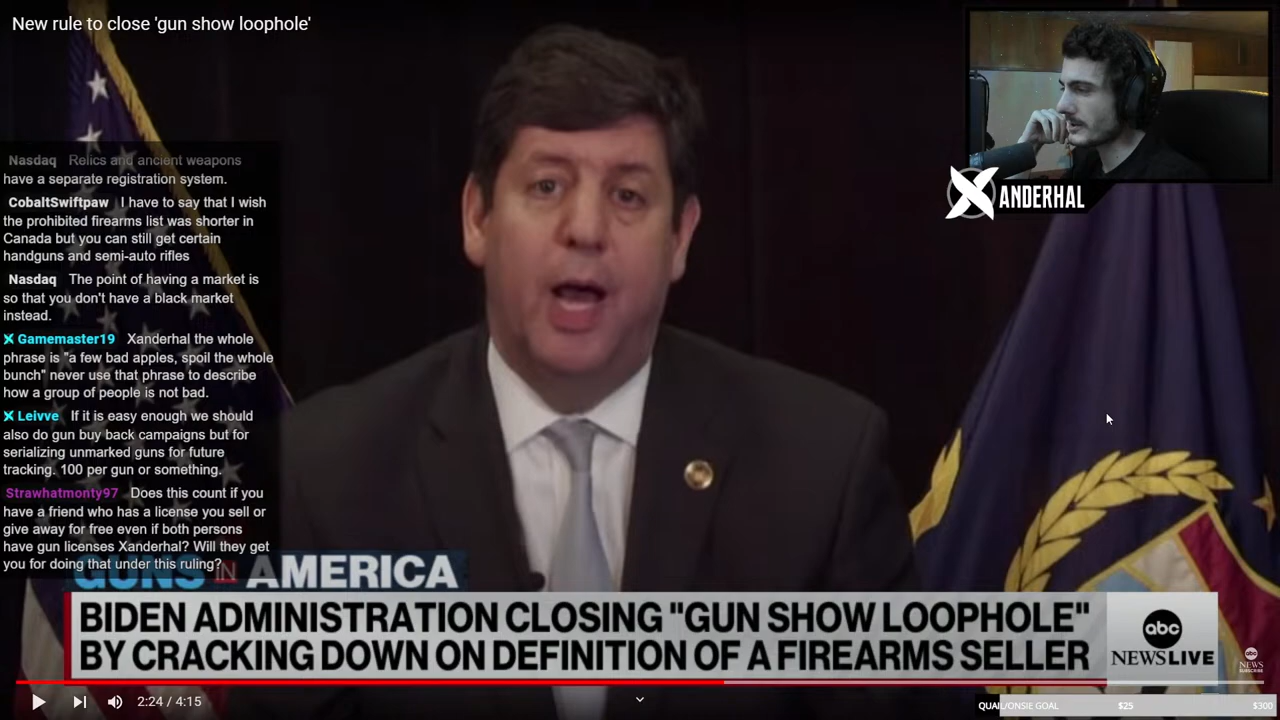 New rule to close 'gun show loophole'
ANDERHAL
Nasdaq Relics and ancient weapons
have a separate registration system.
CobaltSwiftpaw I have to say that I wish
the prohibited firearms list was shorter in
Canada but you can still get certain
handguns and semi-auto rifles
Nasdaq The point of having a market is
so that you don't have a black market
instead.
Gamemaster19 Xanderhal the whole
phrase is "a few bad apples, spoil the whole
bunch" never use that phrase to describe
how a group of people is not bad.
Leivve If it is easy enough we should
also do gun buy back campaigns but for
serializing unmarked guns for future
tracking. 100 per gun or something.
Strawhatmonty97 Does this count if you
have a friend who has a license you sell or
give away for free even if both persons
have gun licenses Xanderhal? Will they get
you for doing that under this ruling?
GUNS IN AMERICA
BIDEN ADMINISTRATION CLOSING "GUN SHOW LOOPHOLE"
BY CRACKING DOWN ON DEFINITION OF A FIREARMS SELLER
abc
NEWS LIVE
abc
NEWS
SUBSCRIBE
2:24 / 4:15
QUAIL/ONSIE GOAL $25 $300